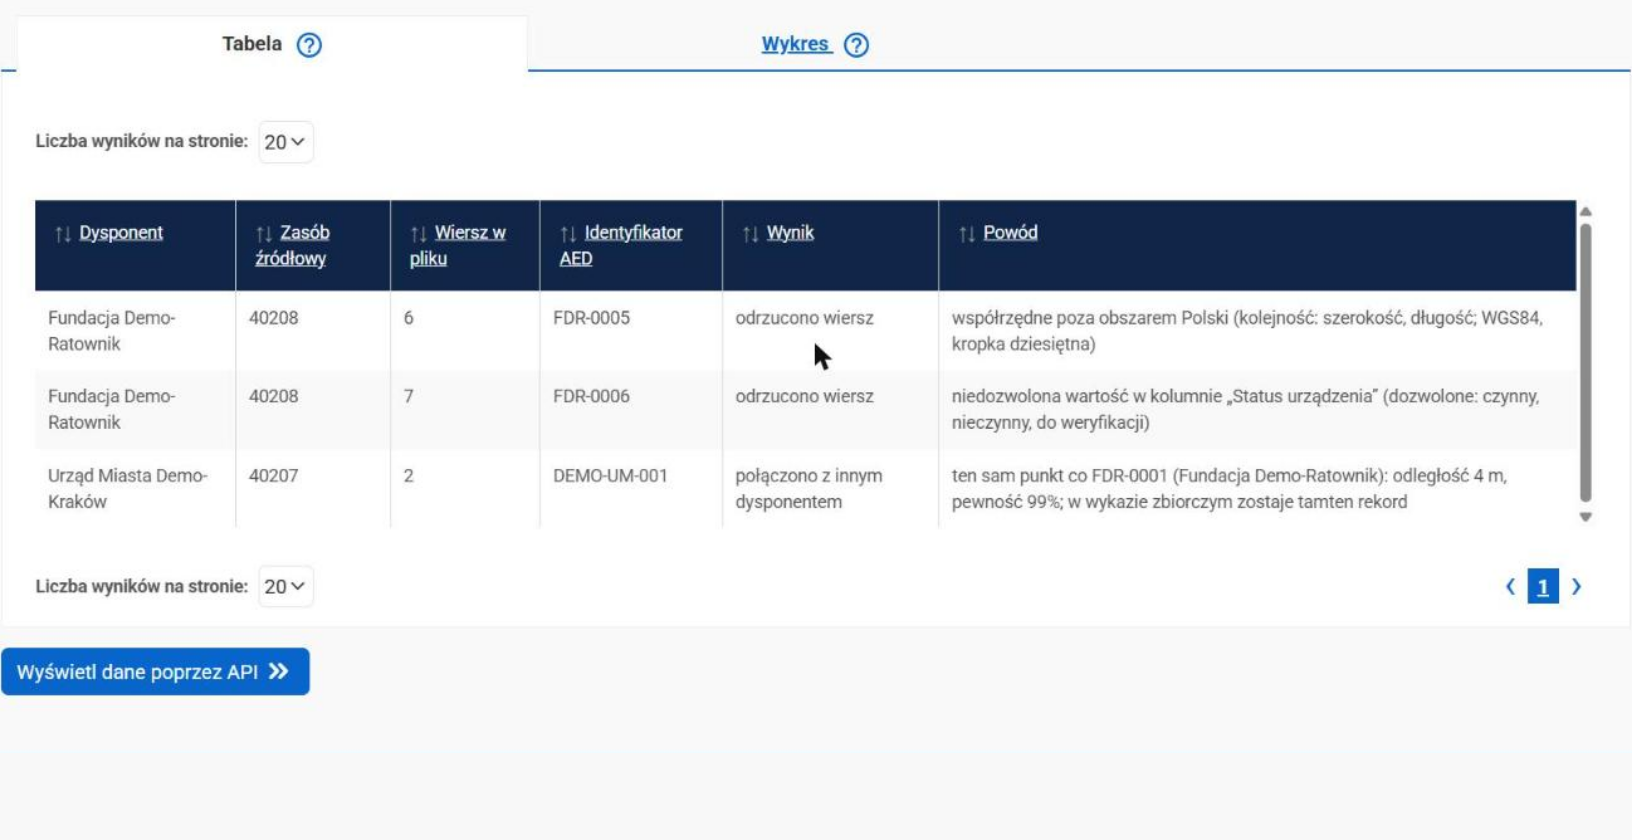 Tabela
Wykres
Liczba wyników na stronie: 20
Dysponent
Zasób
źródłowy
Wiersz w
pliku
Identyfikator
AED
Wynik
Powód
Fundacja Demo-
Ratownik
40208
6
FDR-0005
odrzucono wiersz
współrzędne poza obszarem Polski (kolejność: szerokość, długość; WGS84,
kropka dziesiętna)
Fundacja Demo-
Ratownik
40208
7
FDR-0006
odrzucono wiersz
niedozwolona wartość w kolumnie „Status urządzenia” (dozwolone: czynny,
nieczynny, do weryfikacji)
Urząd Miasta Demo-
Kraków
40207
2
DEMO-UM-001
połączono z innym
dysponentem
ten sam punkt co FDR-0001 (Fundacja Demo-Ratownik): odległość 4 m,
pewność 99%; w wykazie zbiorczym zostaje tamten rekord
Liczba wyników na stronie: 20
1
Wyświetl dane poprzez API